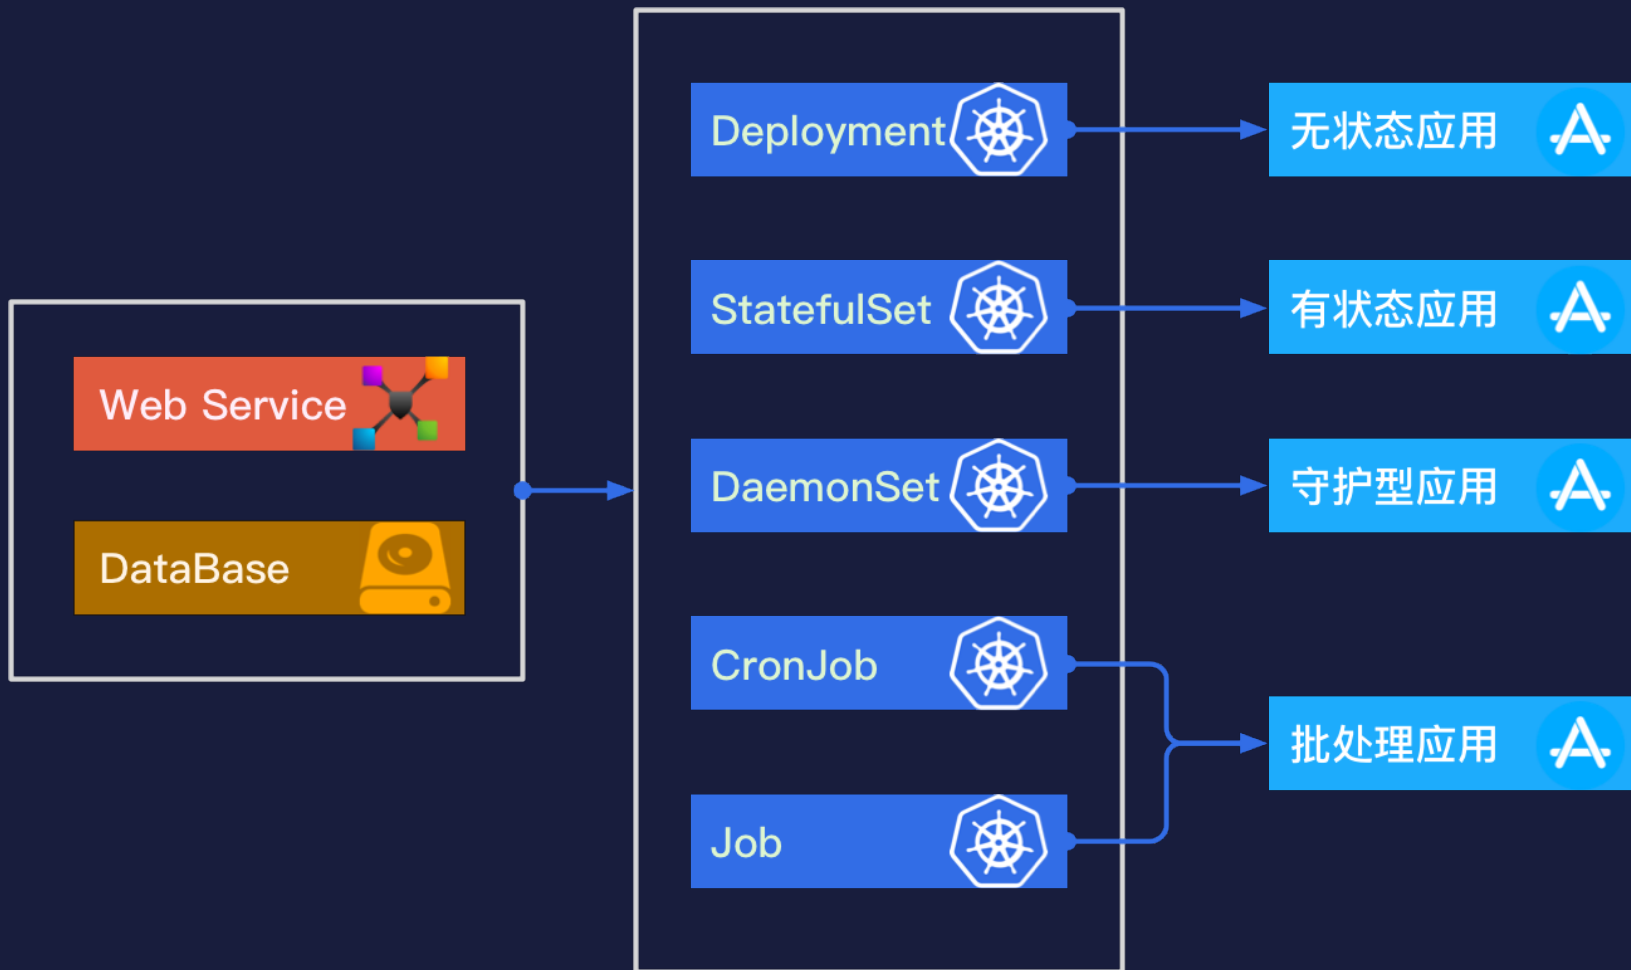 Web Service
DataBase
Deployment
StatefulSet
DaemonSet
CronJob
Job
无状态应用
有状态应用
守护型应用
批处理应用